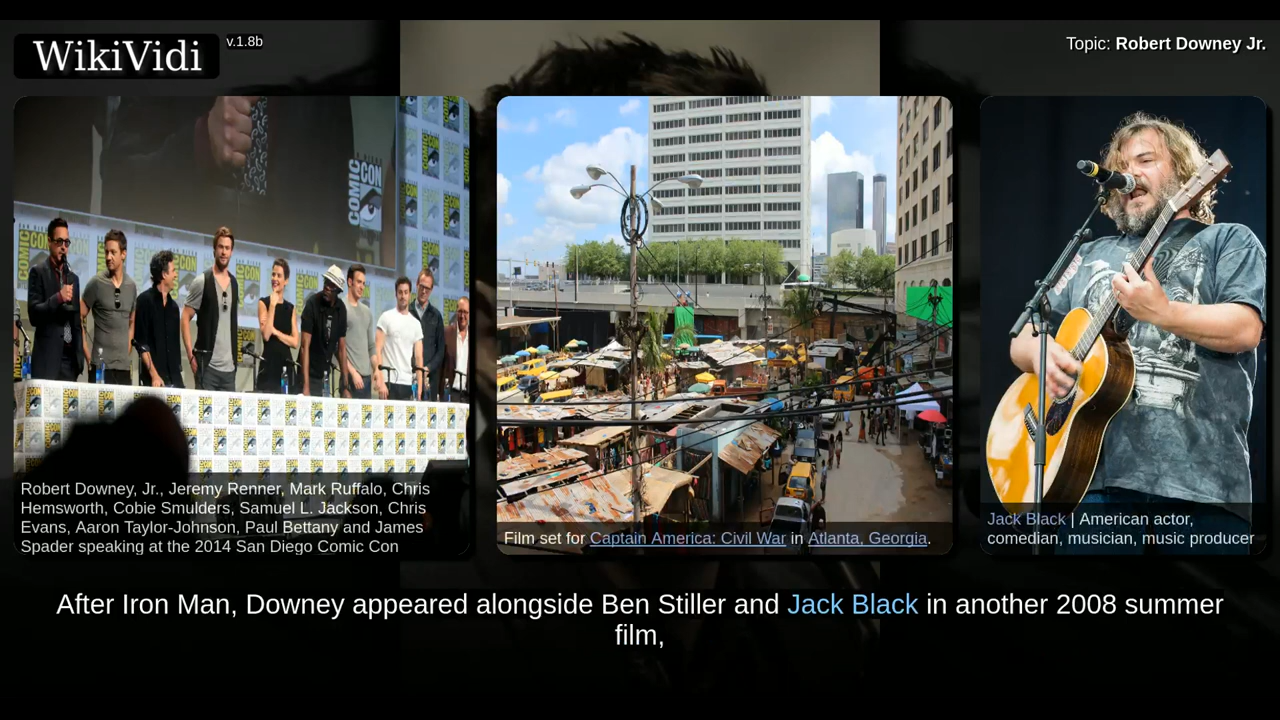 WikiVidi
v.1.8b
Topic: Robert Downey Jr.
COMIC CON
Robert Downey, Jr., Jeremy Renner, Mark Ruffalo, Chris
Hemsworth, Cobie Smulders, Samuel L. Jackson, Chris
Evans, Aaron Taylor-Johnson, Paul Bettany and James
Spader speaking at the 2014 San Diego Comic Con
Film set for Captain America: Civil War in Atlanta, Georgia.
Jack Black | American actor,
comedian, musician, music producer
After Iron Man, Downey appeared alongside Ben Stiller and Jack Black in another 2008 summer
film,